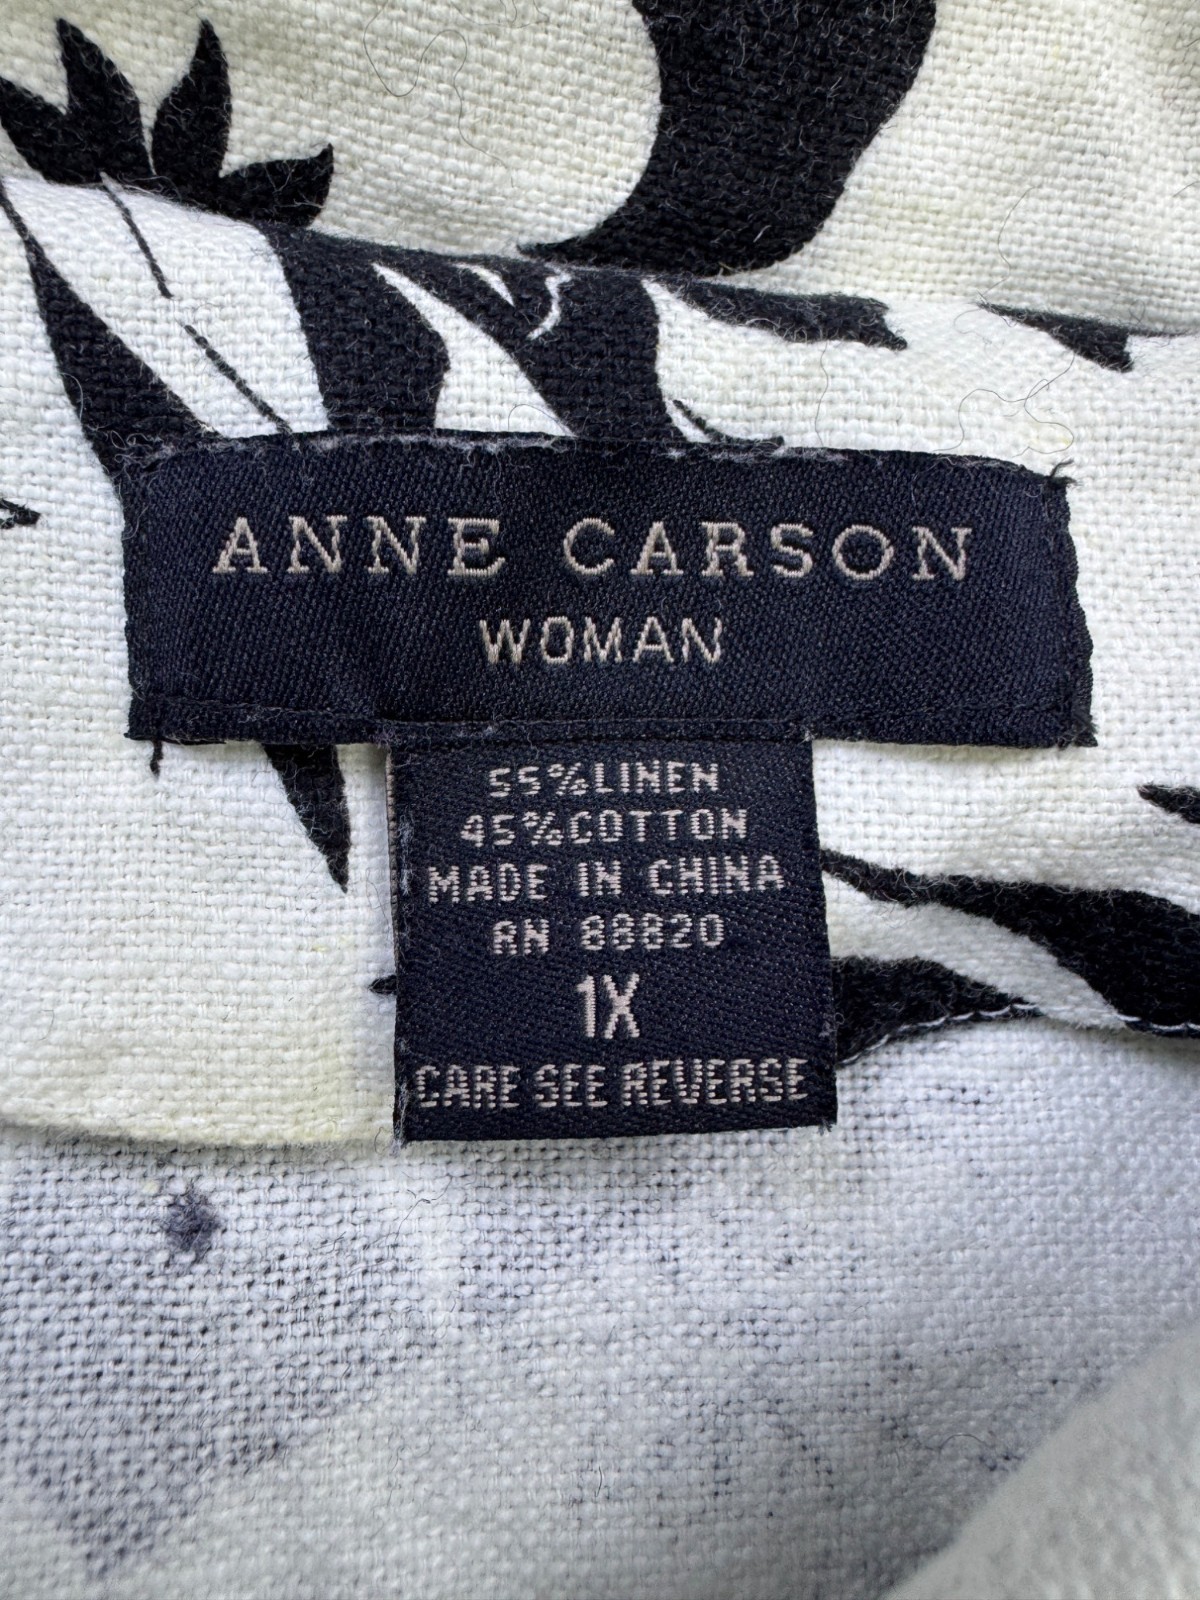 ANNE CARSON
WOMAN
55%LINEN
45%COTTON
MADE IN CHINA
RN 88820
1X
CARE SEE REVERSE